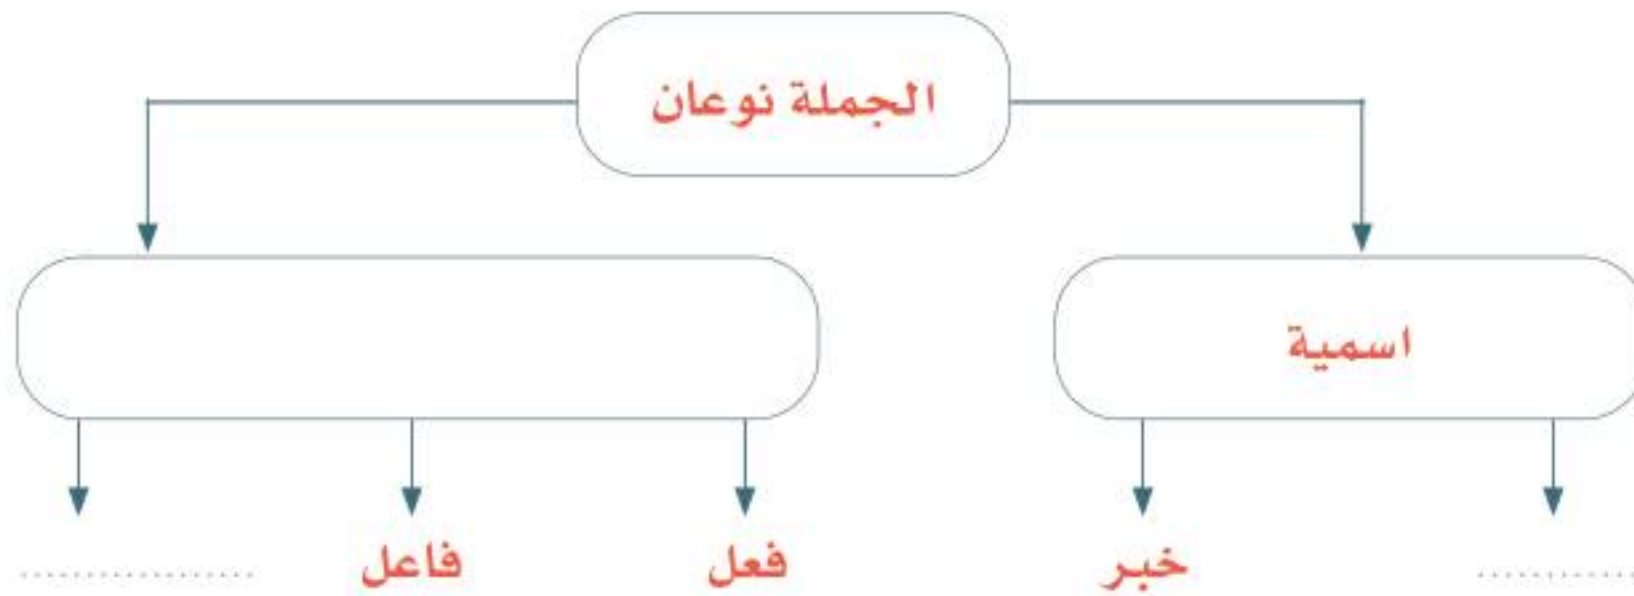 الجملة نوعان
اسمية
.................. خبر فعل فاعل ..................